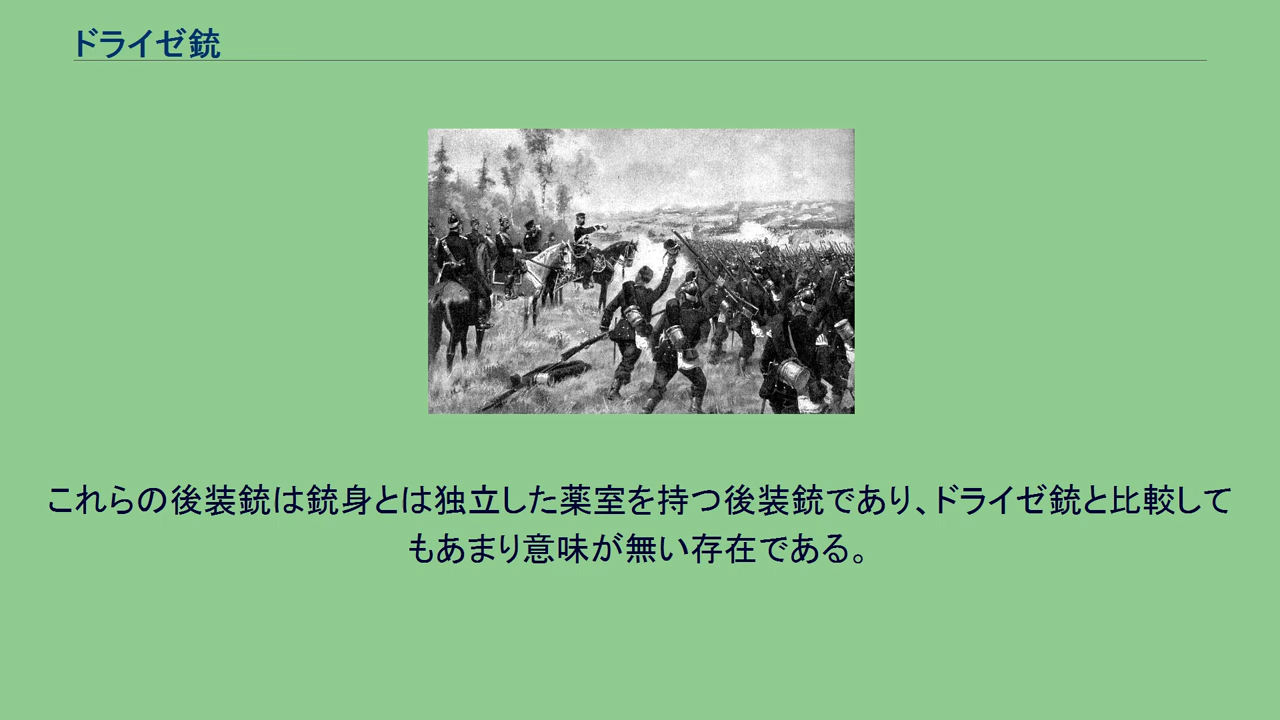 ドライゼ銃
これらの後装銃は銃身とは独立した薬室を持つ後装銃であり、ドライゼ銃と比較して
もあまり意味が無い存在である。